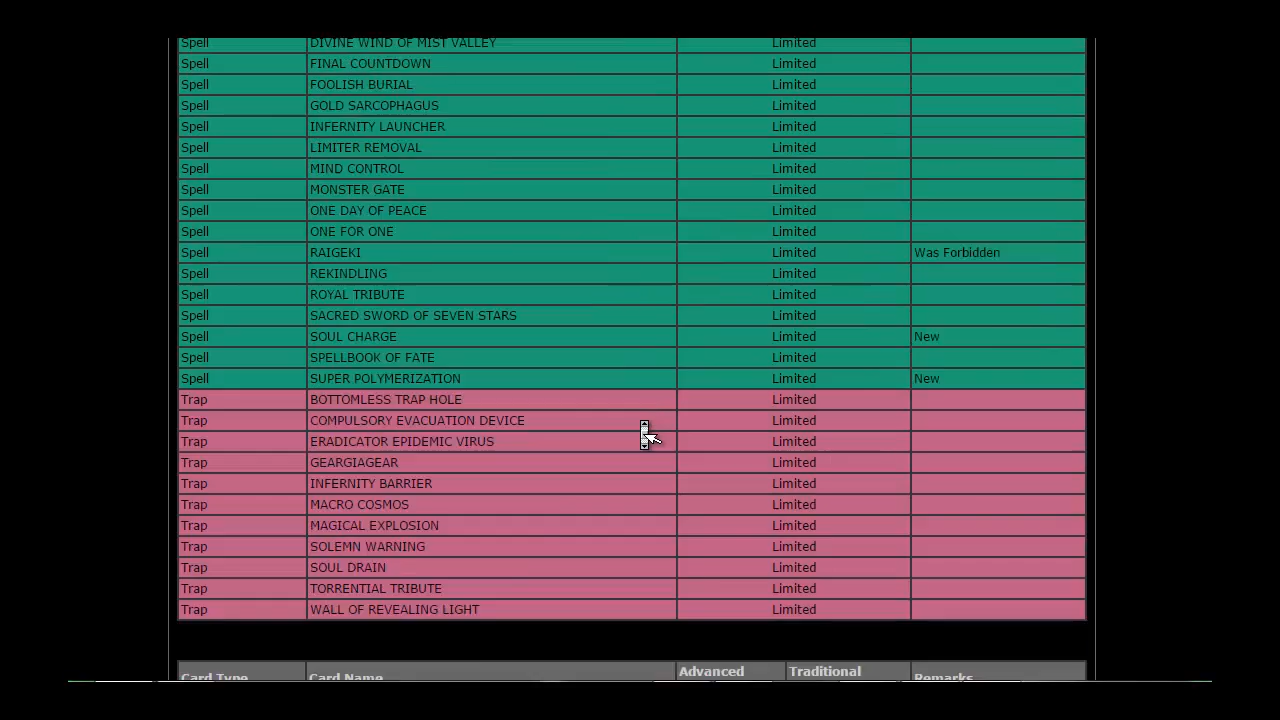 Spell DIVINE WIND OF MIST VALLEY Limited
Spell FINAL COUNTDOWN Limited
Spell FOOLISH BURIAL Limited
Spell GOLD SARCOPHAGUS Limited
Spell INFERNITY LAUNCHER Limited
Spell LIMITER REMOVAL Limited
Spell MIND CONTROL Limited
Spell MONSTER GATE Limited
Spell ONE DAY OF PEACE Limited
Spell ONE FOR ONE Limited
Spell RAIGEKI Limited Was Forbidden
Spell REKINDLING Limited
Spell ROYAL TRIBUTE Limited
Spell SACRED SWORD OF SEVEN STARS Limited
Spell SOUL CHARGE Limited New
Spell SPELLBOOK OF FATE Limited
Spell SUPER POLYMERIZATION Limited New
Trap BOTTOMLESS TRAP HOLE Limited
Trap COMPULSORY EVACUATION DEVICE Limited
Trap ERADICATOR EPIDEMIC VIRUS Limited
Trap GEARGIAGEAR Limited
Trap INFERNITY BARRIER Limited
Trap MACRO COSMOS Limited
Trap MAGICAL EXPLOSION Limited
Trap SOLEMN WARNING Limited
Trap SOUL DRAIN Limited
Trap TORRENTIAL TRIBUTE Limited
Trap WALL OF REVEALING LIGHT Limited
Card Type Card Name Advanced Traditional Remarks